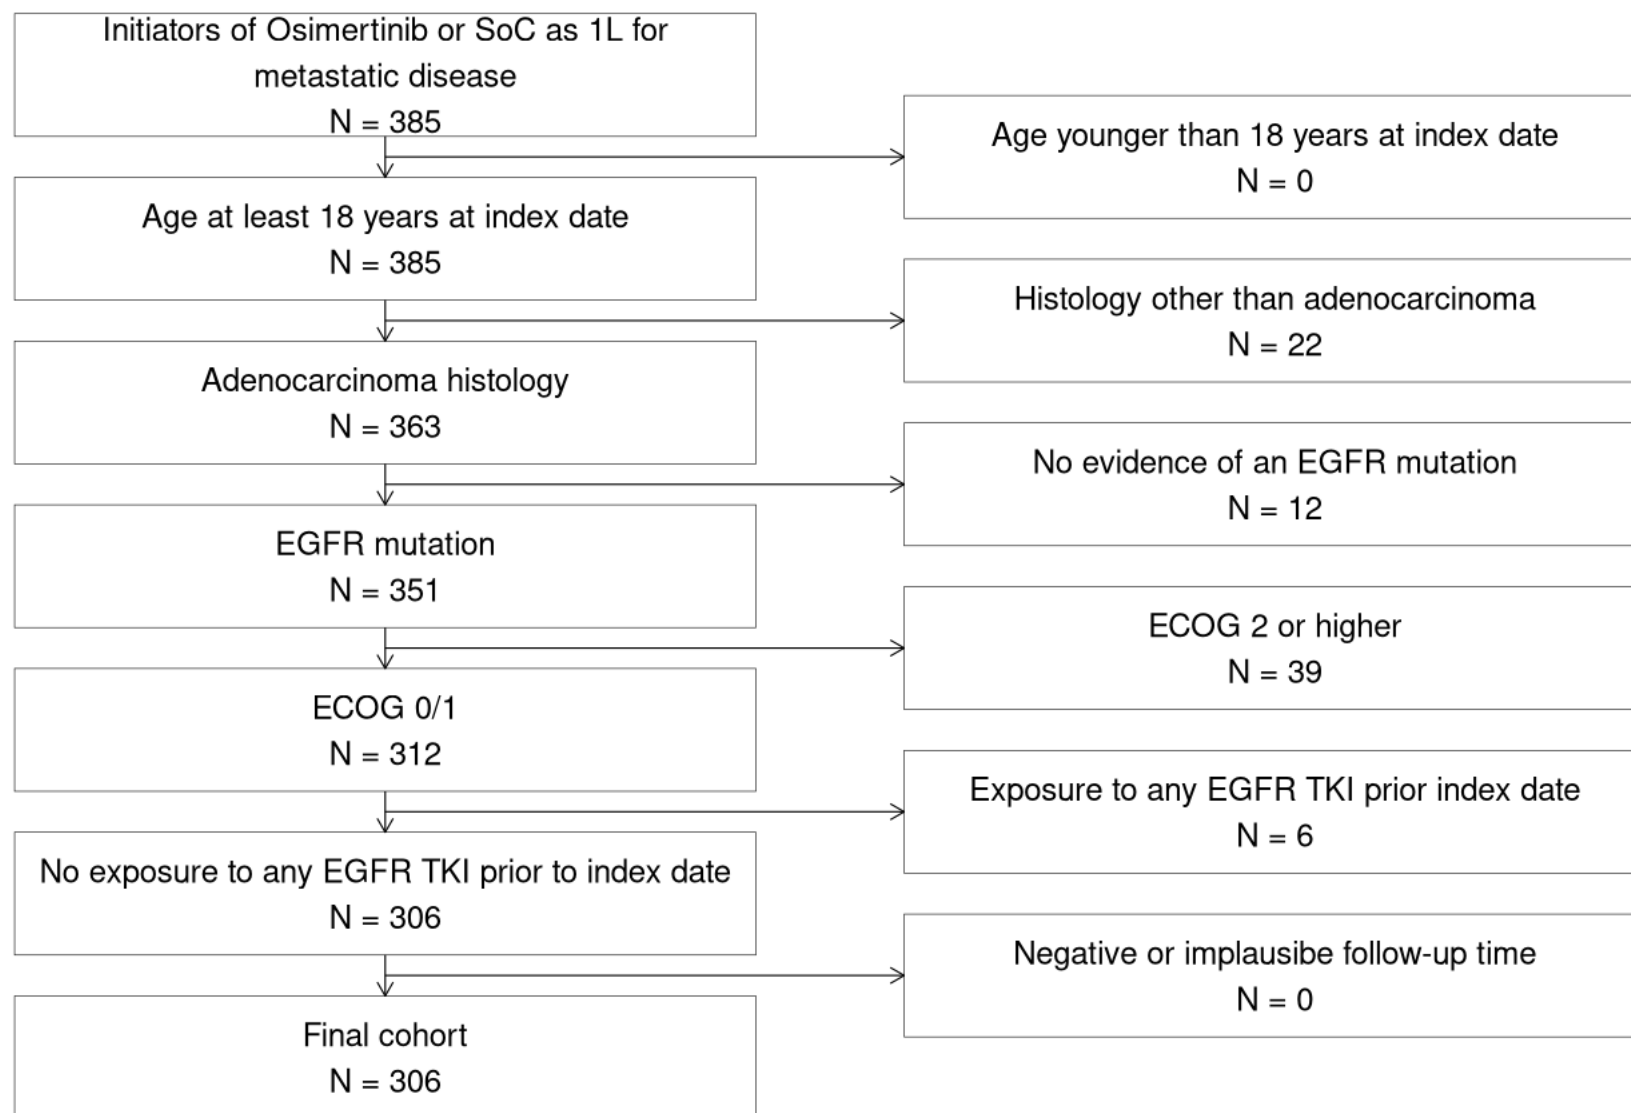 Initiators of Osimertinib or SoC as 1L for
metastatic disease
N = 385
Age younger than 18 years at index date
N = 0
Age at least 18 years at index date
N = 385
Histology other than adenocarcinoma
N = 22
Adenocarcinoma histology
N = 363
No evidence of an EGFR mutation
N = 12
EGFR mutation
N = 351
ECOG 2 or higher
N = 39
ECOG 0/1
N = 312
Exposure to any EGFR TKI prior index date
N = 6
No exposure to any EGFR TKI prior to index date
N = 306
Negative or implausibe follow-up time
N = 0
Final cohort
N = 306